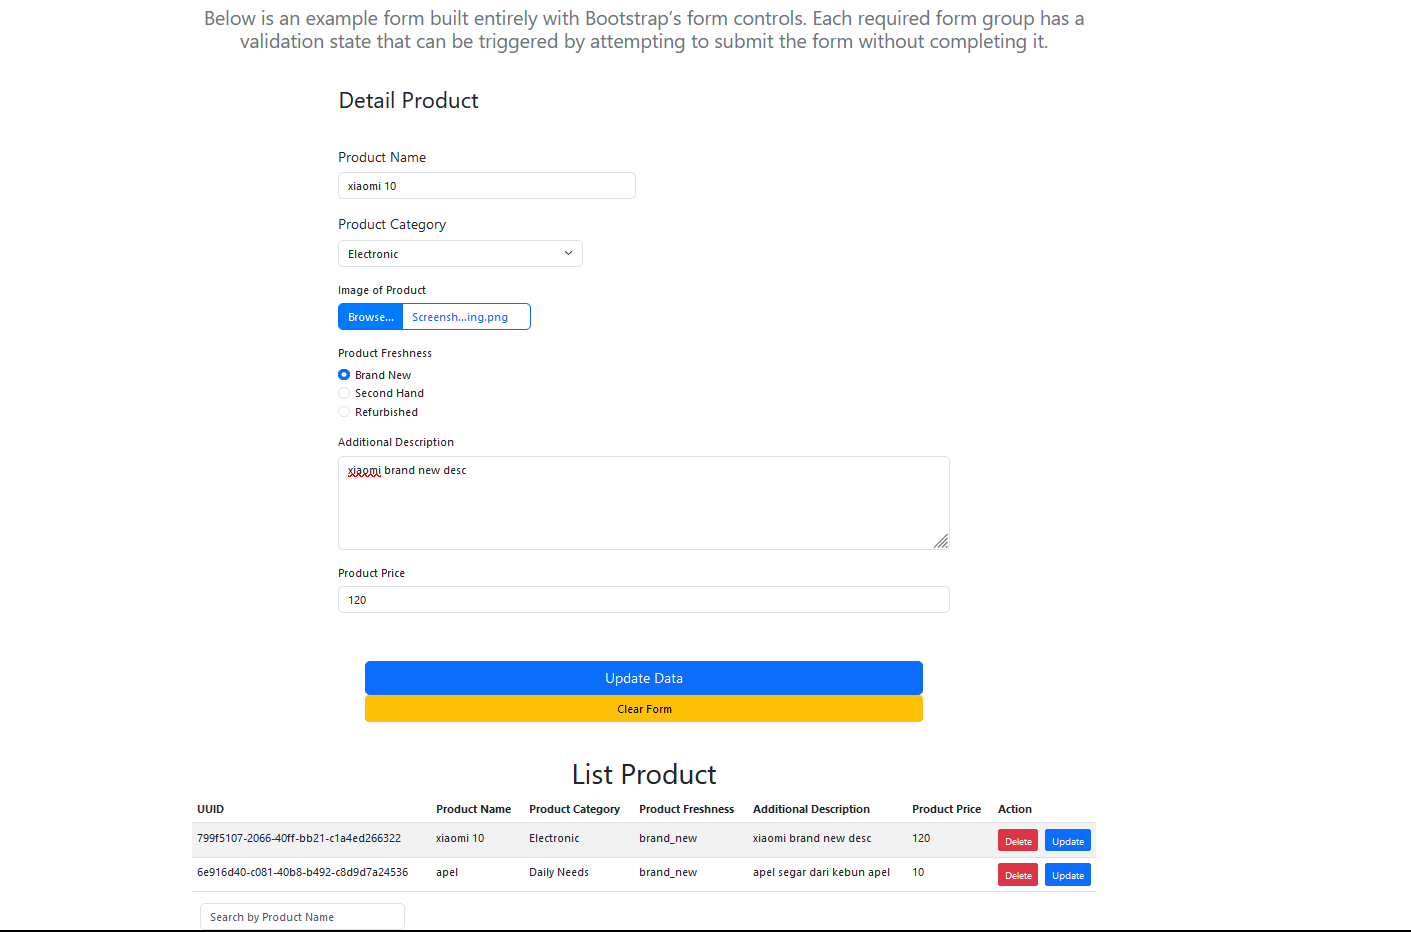 Below is an example form built entirely with Bootstrap’s form controls. Each required form group has a
validation state that can be triggered by attempting to submit the form without completing it.
Detail Product
Product Name
xiaomi 10
Product Category
Electronic
Image of Product
Browse... Screensh...ing.png
Product Freshness
Brand New
Second Hand
Refurbished
Additional Description
xiaomi brand new desc
Product Price
120
Update Data
Clear Form
List Product
UUID Product Name Product Category Product Freshness Additional Description Product Price Action
799f5107-2066-40ff-bb21-c1a4ed266322 xiaomi 10 Electronic brand_new xiaomi brand new desc 120 Delete Update
6e916d40-c081-40b8-b492-c8d9d7a24536 apel Daily Needs brand_new apel segar dari kebun apel 10 Delete Update
Search by Product Name